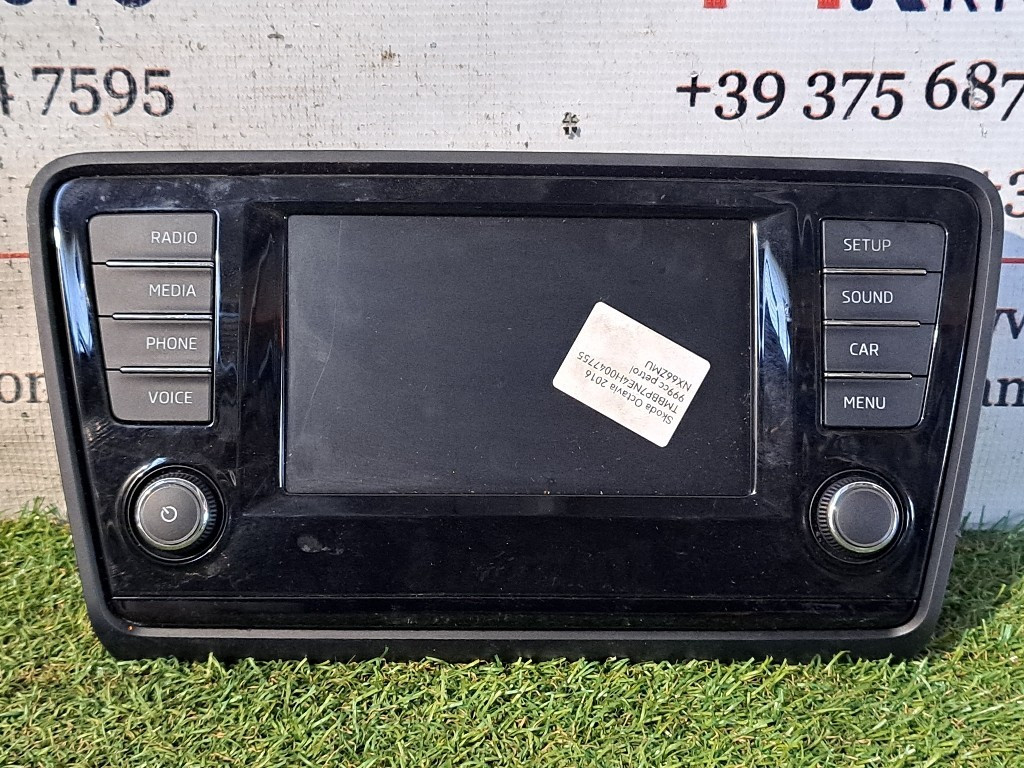 4 7595
+39 375 687
RADIO
MEDIA
PHONE
VOICE
SETUP
SOUND
CAR
MENU
Skoda Octavia 2016
TMBBP7NE4H0047755
999cc petrol
NX66ZMU